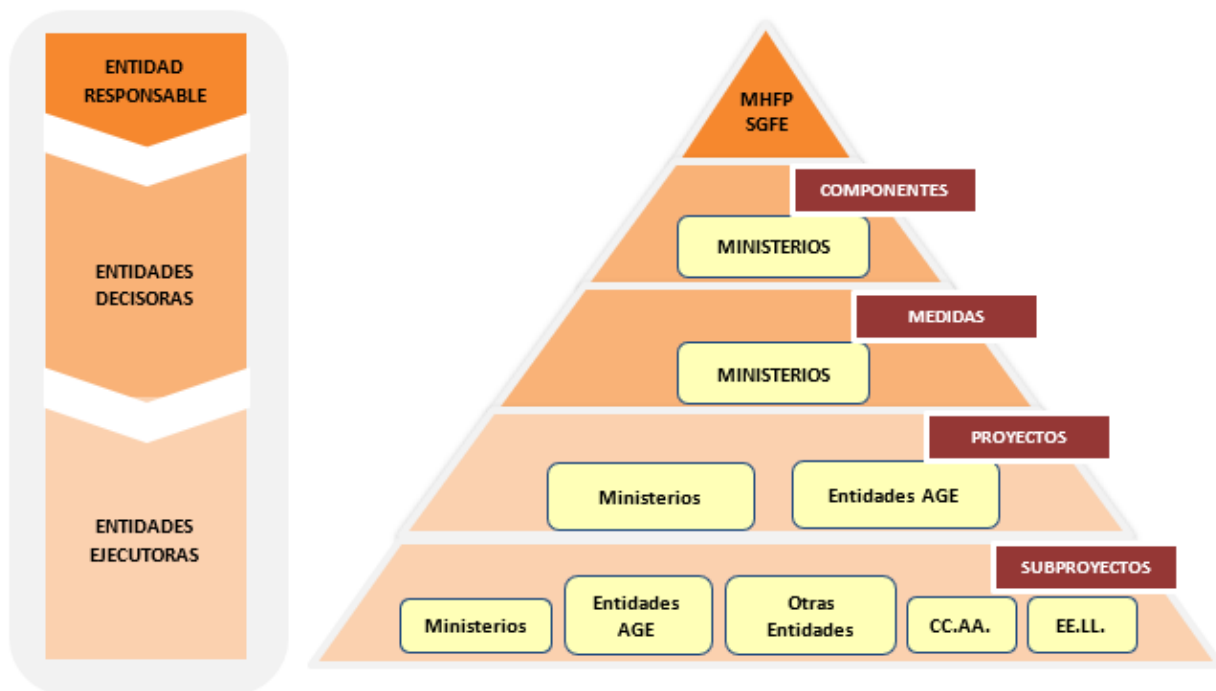 ENTIDAD
RESPONSABLE
ENTIDADES
DECISORAS
ENTIDADES
EJECUTORAS
MHFP
SGFE
COMPONENTES
MINISTERIOS
MEDIDAS
MINISTERIOS
PROYECTOS
Ministerios
Entidades AGE
SUBPROYECTOS
Ministerios
Entidades
AGE
Otras
Entidades
CC.AA.
EE.LL.